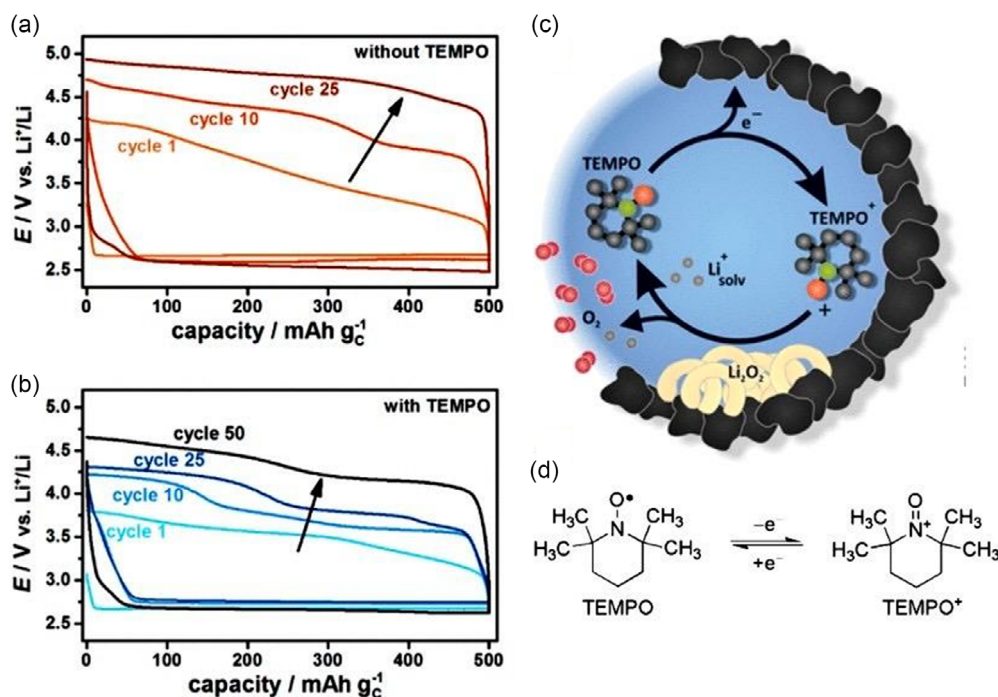 (a)
without TEMPO
cycle 25
cycle 10
cycle 1
E / V vs. Li⁺/Li
5.0
4.5
4.0
3.5
3.0
2.5
0 100 200 300 400 500
capacity / mAh g_C⁻¹
(b)
with TEMPO
cycle 50
cycle 25
cycle 10
cycle 1
E / V vs. Li⁺/Li
5.0
4.5
4.0
3.5
3.0
2.5
0 100 200 300 400 500
capacity / mAh g_C⁻¹
(c)
e⁻
TEMPO
TEMPO⁺
Li⁺solv
O₂
+
Li₂O₂
(d)
O•
N
H₃C
CH₃
H₃C
CH₃
TEMPO
−e⁻
+e⁻
O
N⁺
H₃C
CH₃
H₃C
CH₃
TEMPO⁺